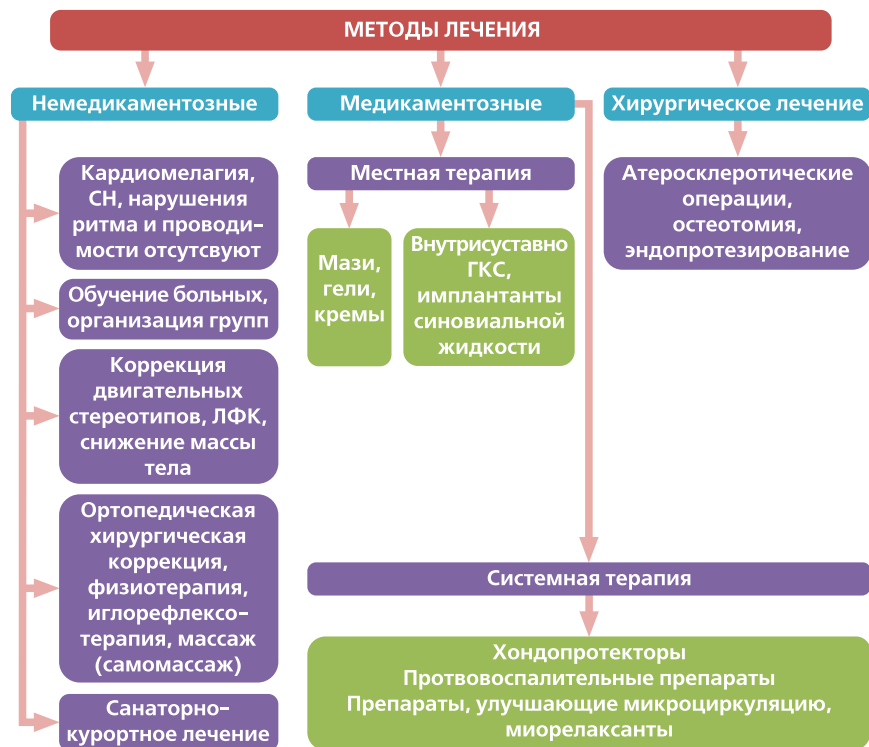 МЕТОДЫ ЛЕЧЕНИЯ
Немедикаментозные
Кардиомелагия,
СН, нарушения
ритма и проводи-
мости отсутсвуют
Обучение больных,
организация групп
Коррекция
двигательных
стереотипов, ЛФК,
снижение массы
тела
Ортопедическая
хирургическая
коррекция,
физиотерапия,
иглорефлексо-
терапия, массаж
(самомассаж)
Санаторно-
курортное лечение
Медикаментозные
Местная терапия
Мази,
гели,
кремы
Внутрисуставно
ГКС,
имплантанты
синовиальной
жидкости
Системная терапия
Хондопротекторы
Протвовоспалительные препараты
Препараты, улучшающие микроциркуляцию,
миорелаксанты
Хирургическое лечение
Атеросклеротические
операции,
остеотомия,
эндопротезирование